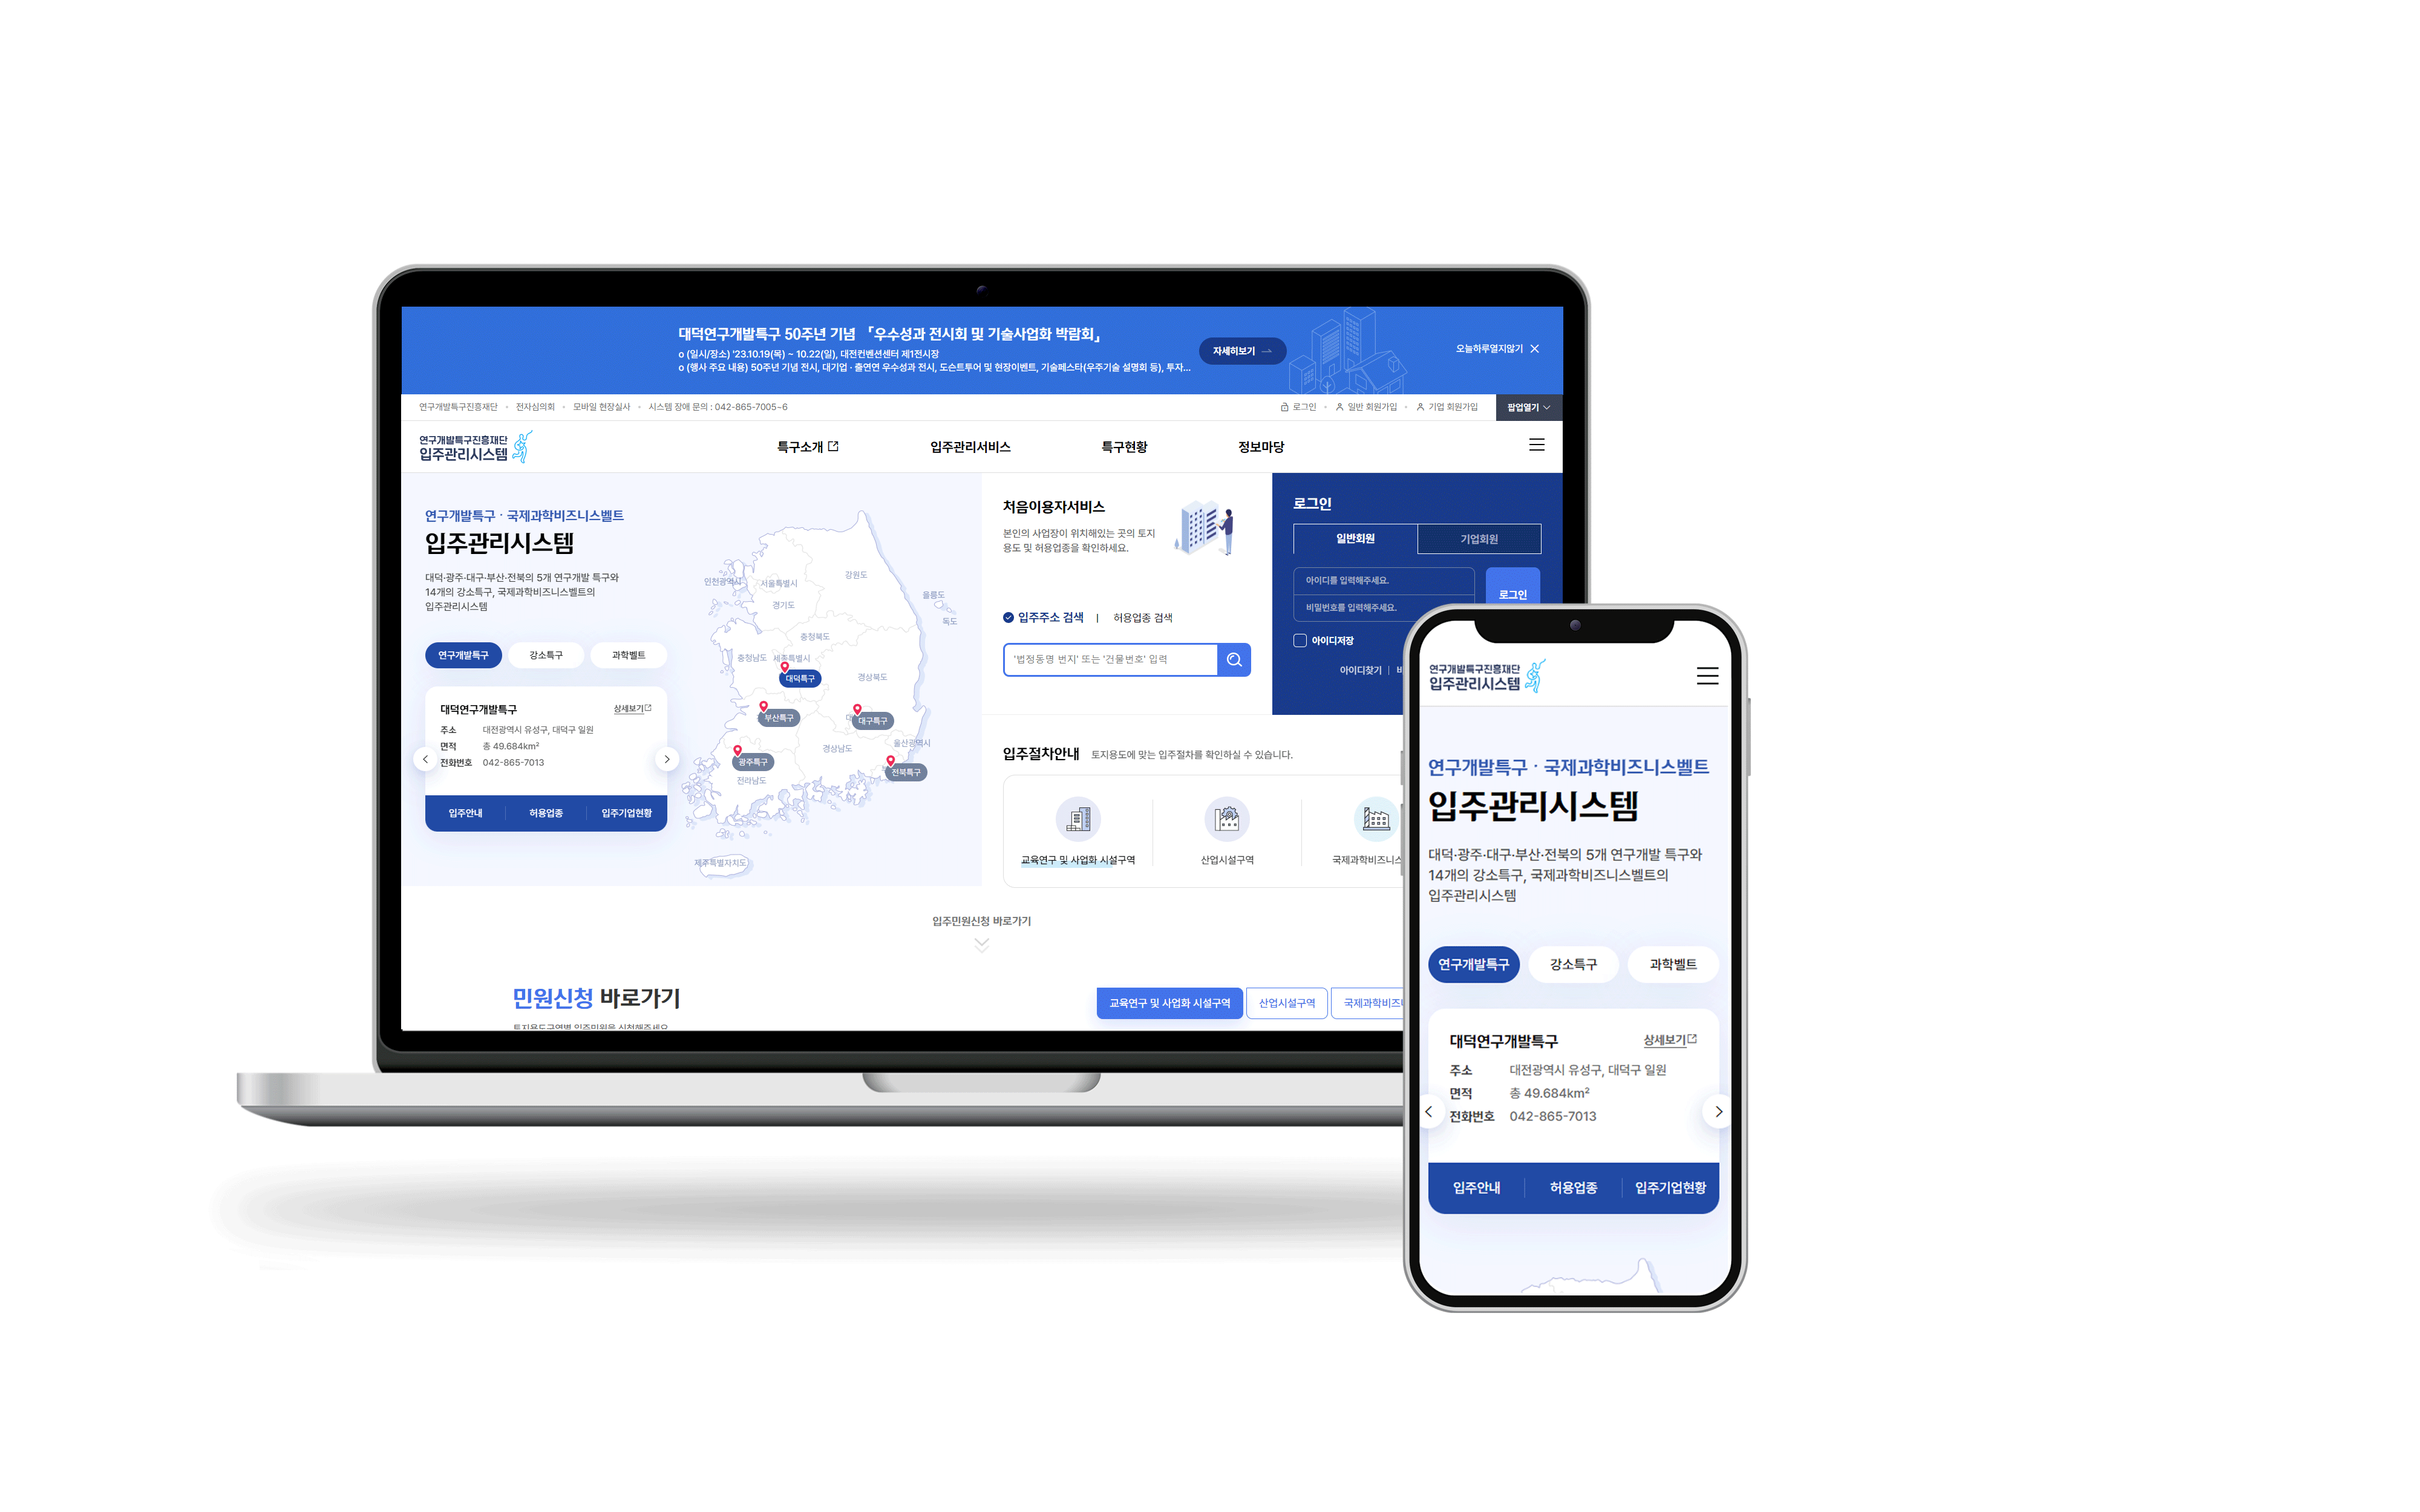 대덕연구개발특구 50주년 기념 「우수성과 전시회 및 기술사업화 박람회」
o (일시/장소) '23.10.19(목) ~ 10.22(일), 대전컨벤션센터 제1전시장
o (행사 주요 내용) 50주년 기념 전시, 대기업 · 출연연 우수성과 전시, 도슨트투어 및 현장이벤트, 기술페스타(우주기술 설명회 등), 투자...
자세히보기
오늘하루열지않기
연구개발특구진흥재단 · 전자심의회 · 모바일 현장실사 · 시스템 장애 문의 : 042-865-7005~6
로그인 · 일반 회원가입 · 기업 회원가입
팝업열기
연구개발특구진흥재단
입주관리시스템
특구소개
입주관리서비스
특구현황
정보마당
연구개발특구 · 국제과학비즈니스벨트
입주관리시스템
대덕·광주·대구·부산·전북의 5개 연구개발 특구와
14개의 강소특구, 국제과학비즈니스벨트의
입주관리시스템
연구개발특구
강소특구
과학벨트
대덕연구개발특구
상세보기
주소 대전광역시 유성구, 대덕구 일원
면적 총 49.684km²
전화번호 042-865-7013
입주안내
허용업종
입주기업현황
인천광역시
서울특별시
강원도
경기도
울릉도
독도
충청북도
충청남도
세종특별시
대덕특구
경상북도
부산특구
대구특구
경상남도
울산광역시
광주특구
전북특구
전라남도
제주특별자치도
처음이용자서비스
본인의 사업장이 위치해있는 곳의 토지
용도 및 허용업종을 확인하세요.
입주주소 검색 | 허용업종 검색
'법정동명 번지' 또는 '건물번호' 입력
로그인
일반회원
기업회원
아이디를 입력해주세요.
비밀번호를 입력해주세요.
로그인
아이디저장
아이디찾기
입주절차안내 토지용도에 맞는 입주절차를 확인하실 수 있습니다.
교육연구 및 사업화 시설구역
산업시설구역
국제과학비즈니스
입주민원신청 바로가기
민원신청 바로가기
토지용도구역별 입주민원을 신청해주세요
교육연구 및 사업화 시설구역
산업시설구역
국제과학비즈
연구개발특구진흥재단
입주관리시스템
연구개발특구 · 국제과학비즈니스벨트
입주관리시스템
대덕·광주·대구·부산·전북의 5개 연구개발 특구와
14개의 강소특구, 국제과학비즈니스벨트의
입주관리시스템
연구개발특구
강소특구
과학벨트
대덕연구개발특구
상세보기
주소 대전광역시 유성구, 대덕구 일원
면적 총 49.684km²
전화번호 042-865-7013
입주안내
허용업종
입주기업현황